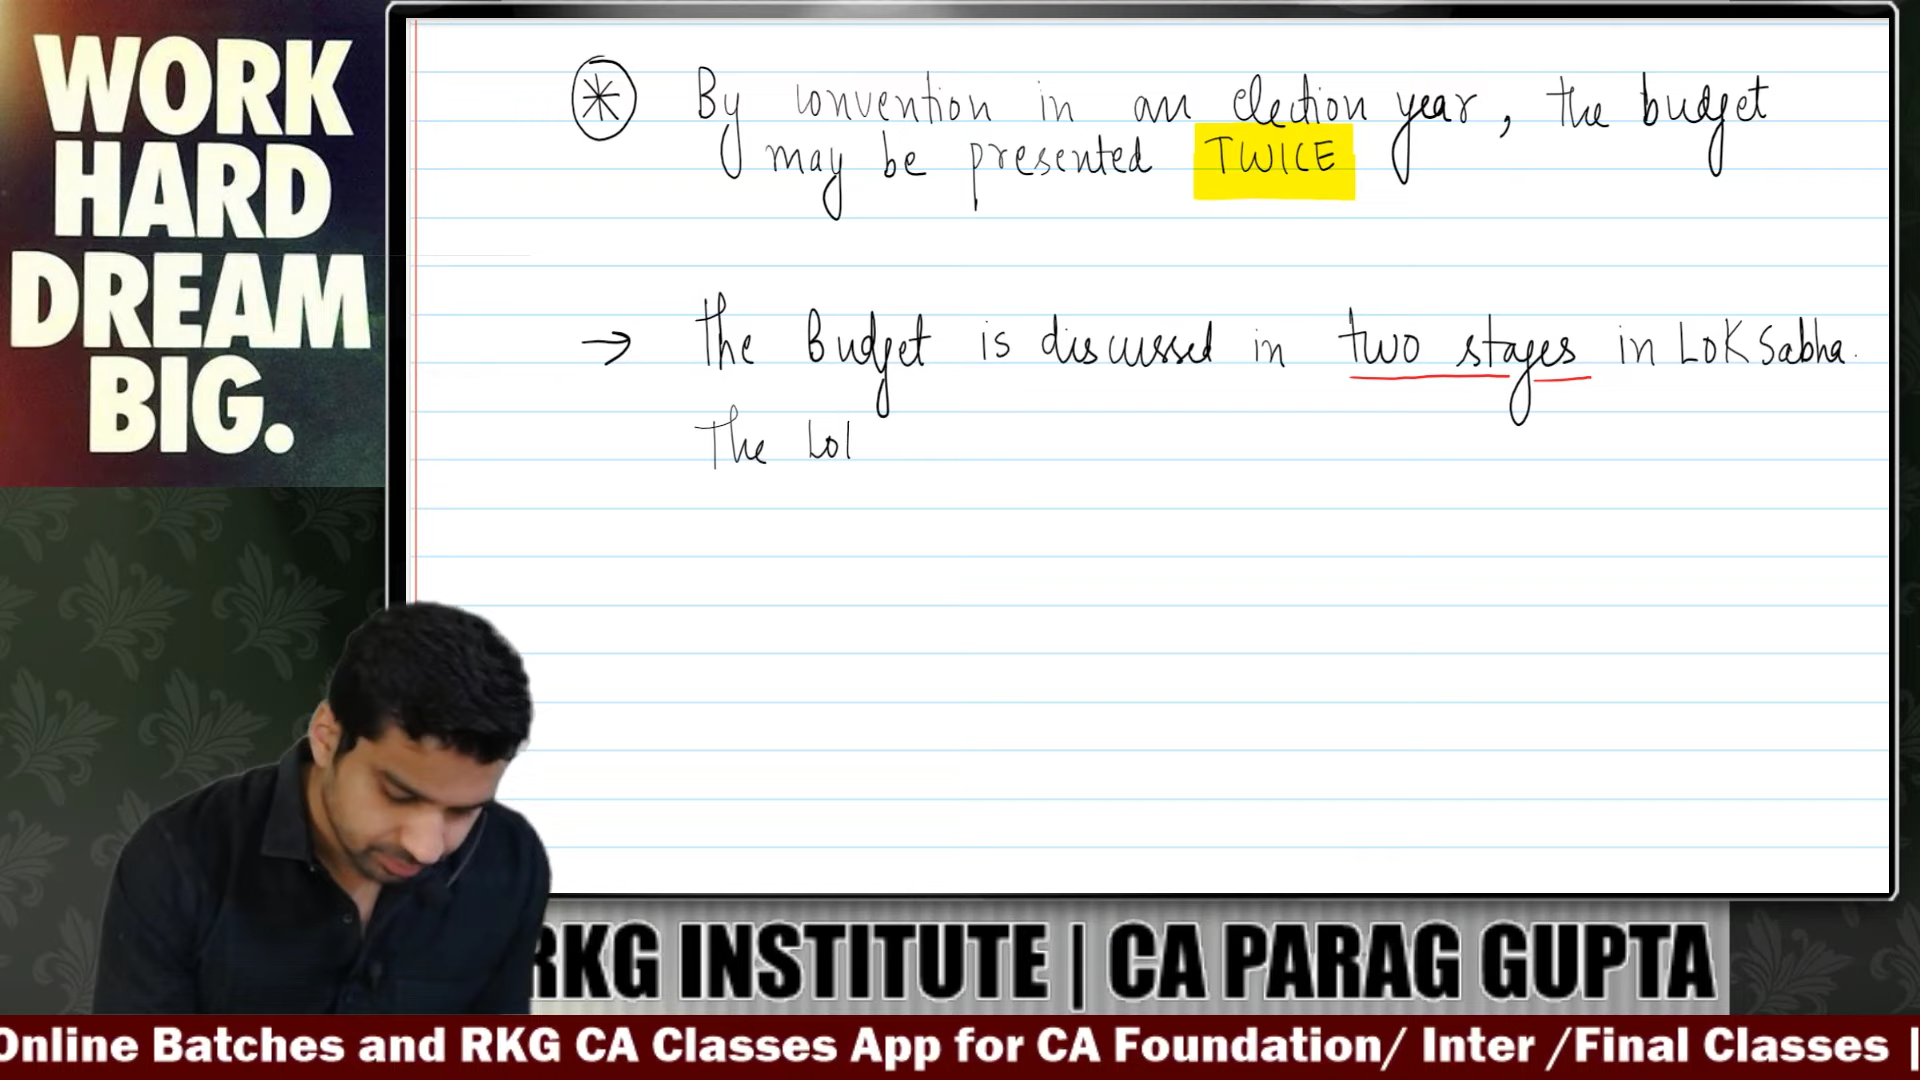 WORK
HARD
DREAM
BIG.
By convention in an election year, the budget
may be presented TWICE
→ The Budget is discussed in two stages in Lok Sabha.
The Lol
RKG INSTITUTE | CA PARAG GUPTA
Online Batches and RKG CA Classes App for CA Foundation/ Inter /Final Classes |